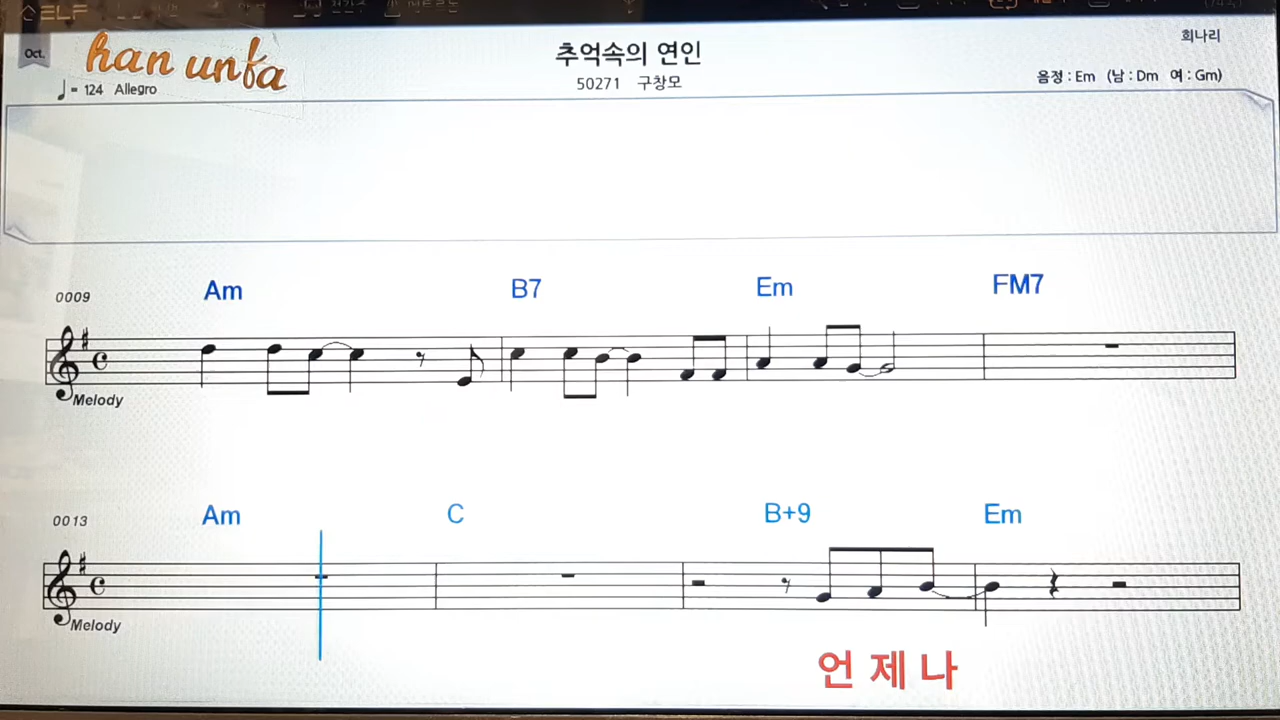 Oct.
han unfa
추억속의 연인
희나리
♩= 124 Allegro
50271 구창모
음정 : Em (남 : Dm 여 : Gm)
0009 Am B7 Em FM7
Melody
0013 Am C B+9 Em
Melody
언 제 나